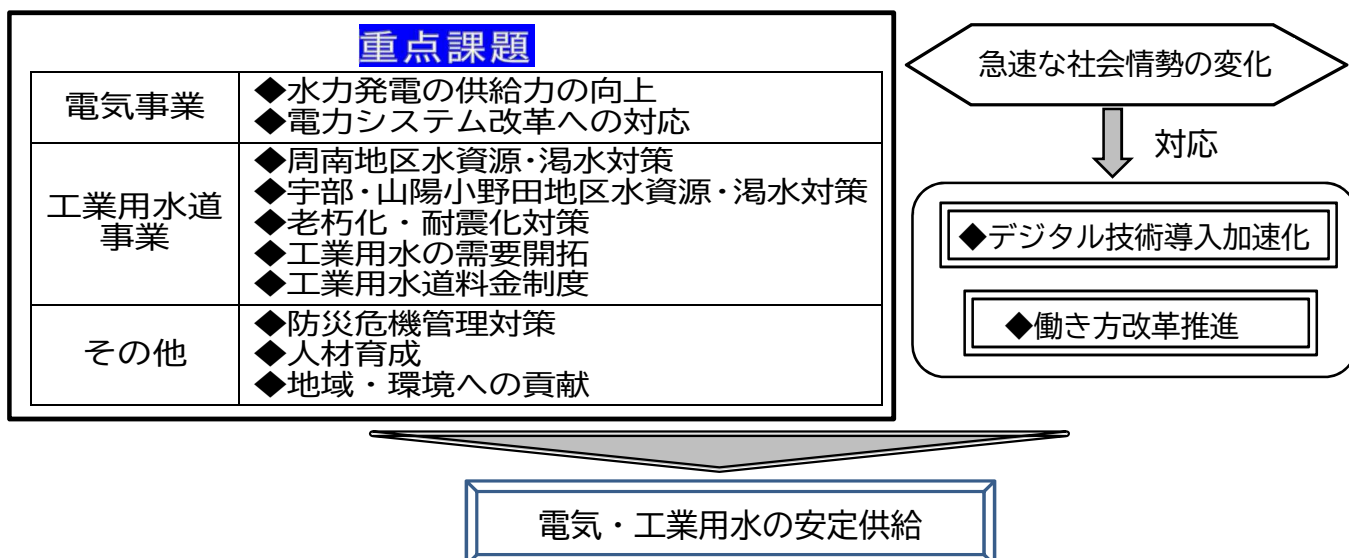 重点課題
電気事業
◆水力発電の供給力の向上
◆電力システム改革への対応
工業用水道
事業
◆周南地区水資源･渇水対策
◆宇部･山陽小野田地区水資源･渇水対策
◆老朽化・耐震化対策
◆工業用水の需要開拓
◆工業用水道料金制度
その他
◆防災危機管理対策
◆人材育成
◆地域・環境への貢献
急速な社会情勢の変化
対応
◆デジタル技術導入加速化
◆働き方改革推進
電気・工業用水の安定供給